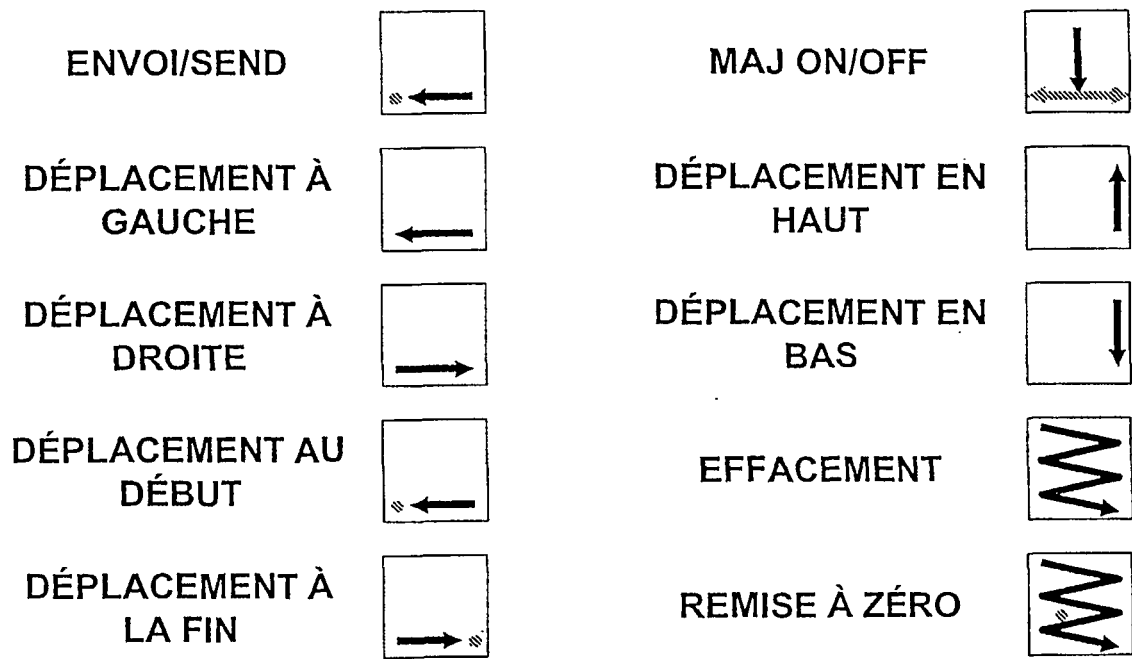 ENVOI/SEND
DÉPLACEMENT À
GAUCHE
DÉPLACEMENT À
DROITE
DÉPLACEMENT AU
DÉBUT
DÉPLACEMENT À
LA FIN
MAJ ON/OFF
DÉPLACEMENT EN
HAUT
DÉPLACEMENT EN
BAS
EFFACEMENT
REMISE À ZÉRO